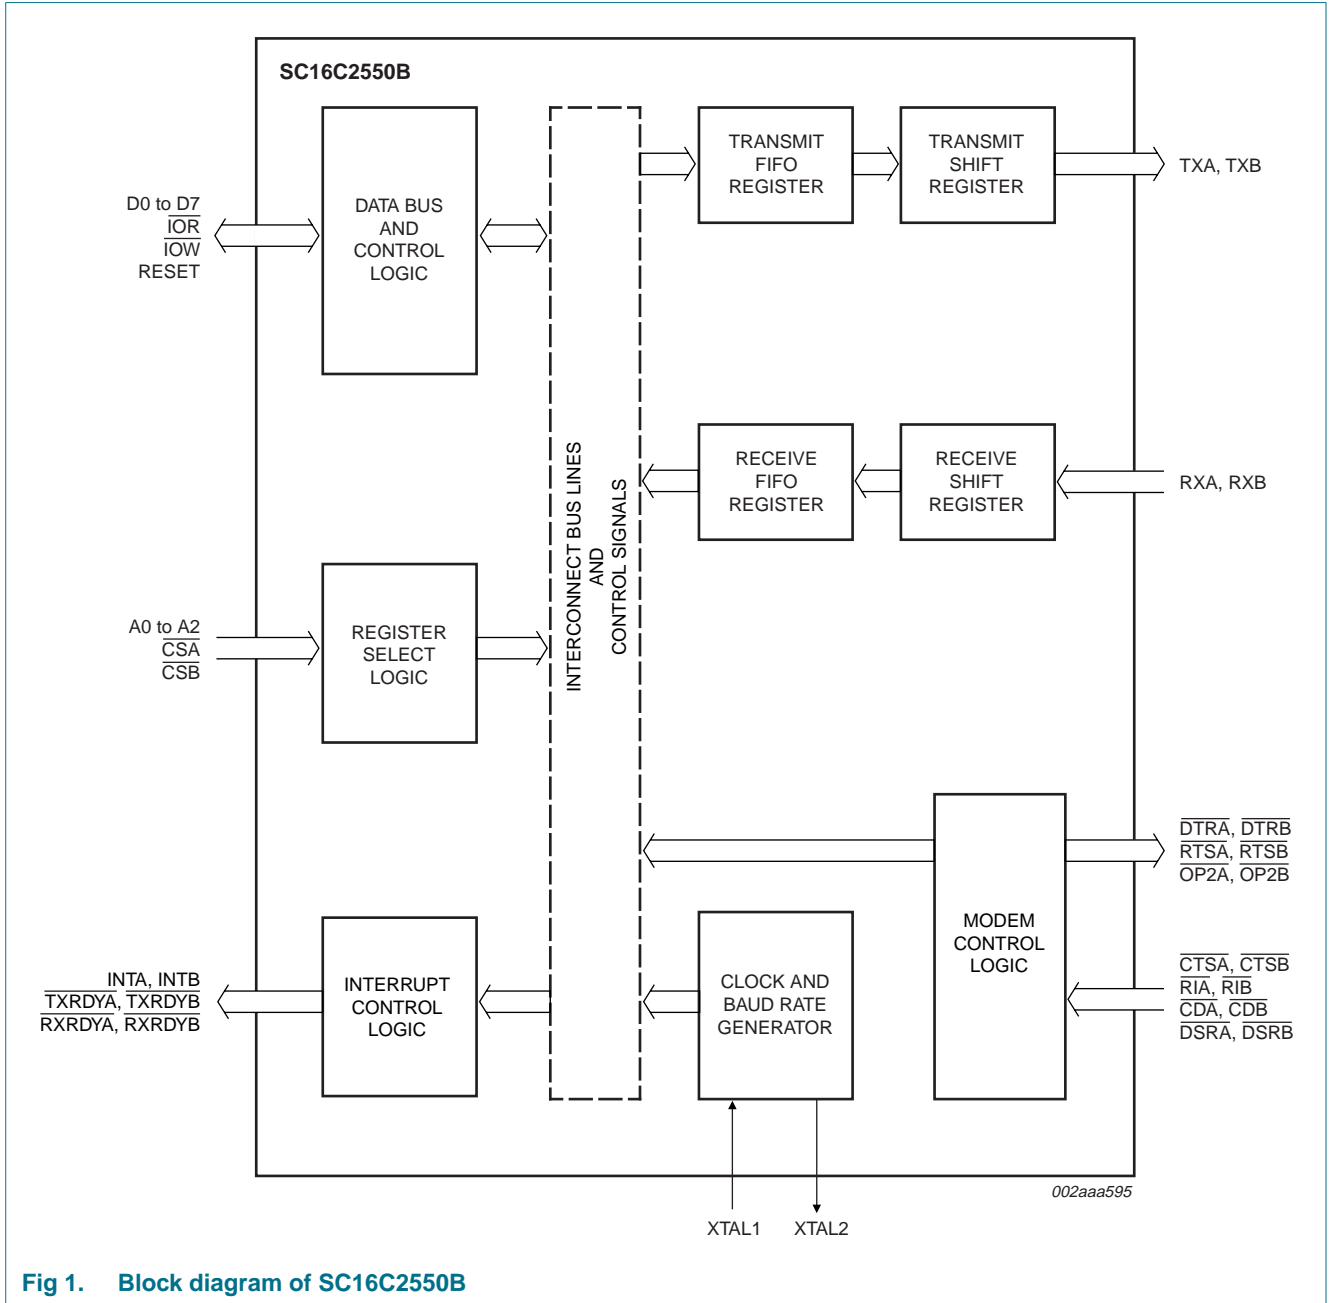 SC16C2550B
D0 to D7
IOR
IOW
RESET
DATA BUS
AND
CONTROL
LOGIC
TRANSMIT
FIFO
REGISTER
TRANSMIT
SHIFT
REGISTER
TXA, TXB
INTERCONNECT BUS LINES
AND
CONTROL SIGNALS
RECEIVE
FIFO
REGISTER
RECEIVE
SHIFT
REGISTER
RXA, RXB
A0 to A2
CSA
CSB
REGISTER
SELECT
LOGIC
DTRA, DTRB
RTSA, RTSB
OP2A, OP2B
MODEM
CONTROL
LOGIC
CTSA, CTSB
RIA, RIB
CDA, CDB
DSRA, DSRB
INTA, INTB
TXRDYA, TXRDYB
RXRDYA, RXRDYB
INTERRUPT
CONTROL
LOGIC
CLOCK AND
BAUD RATE
GENERATOR
002aaa595
XTAL1 XTAL2
Fig 1. Block diagram of SC16C2550B